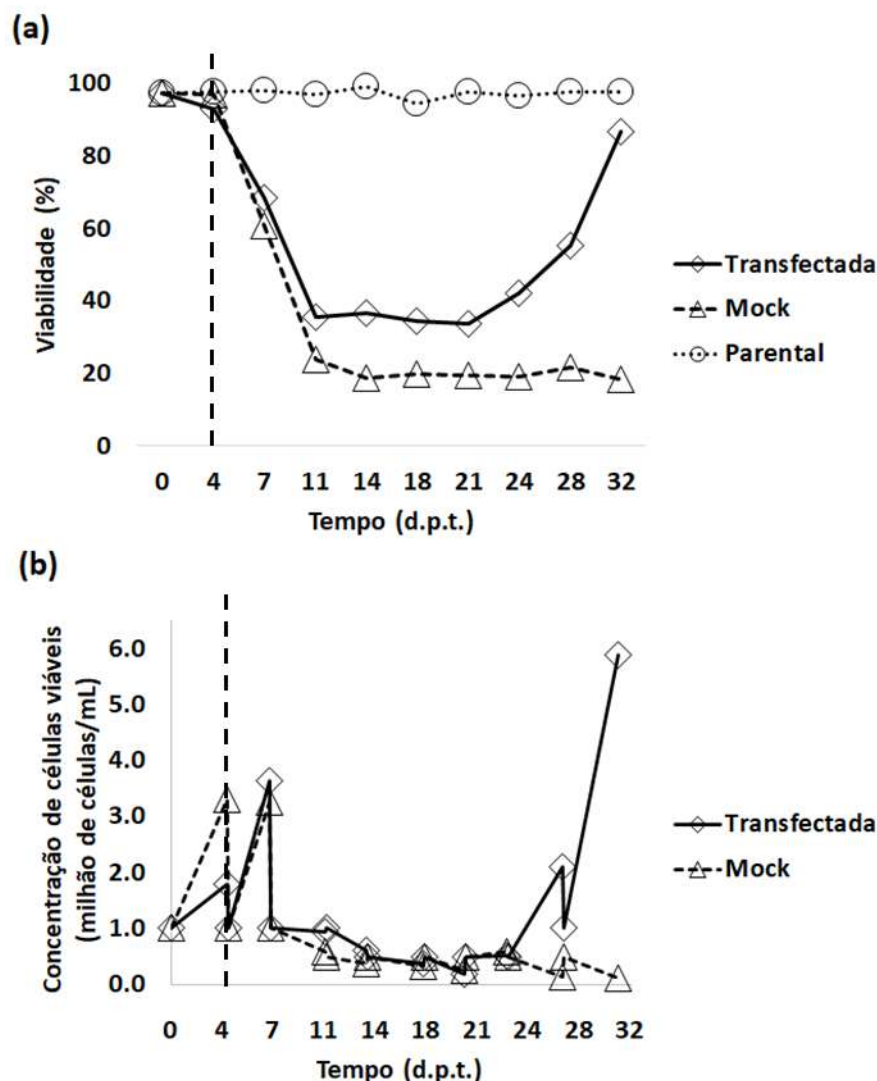 (a)
Viabilidade (%)
100
80
60
40
20
0
0 4 7 11 14 18 21 24 28 32
Tempo (d.p.t.)
Transfectada
Mock
Parental
(b)
Concentração de células viáveis
(milhão de células/mL)
6.0
5.0
4.0
3.0
2.0
1.0
0.0
0 4 7 11 14 18 21 24 28 32
Tempo (d.p.t.)
Transfectada
Mock